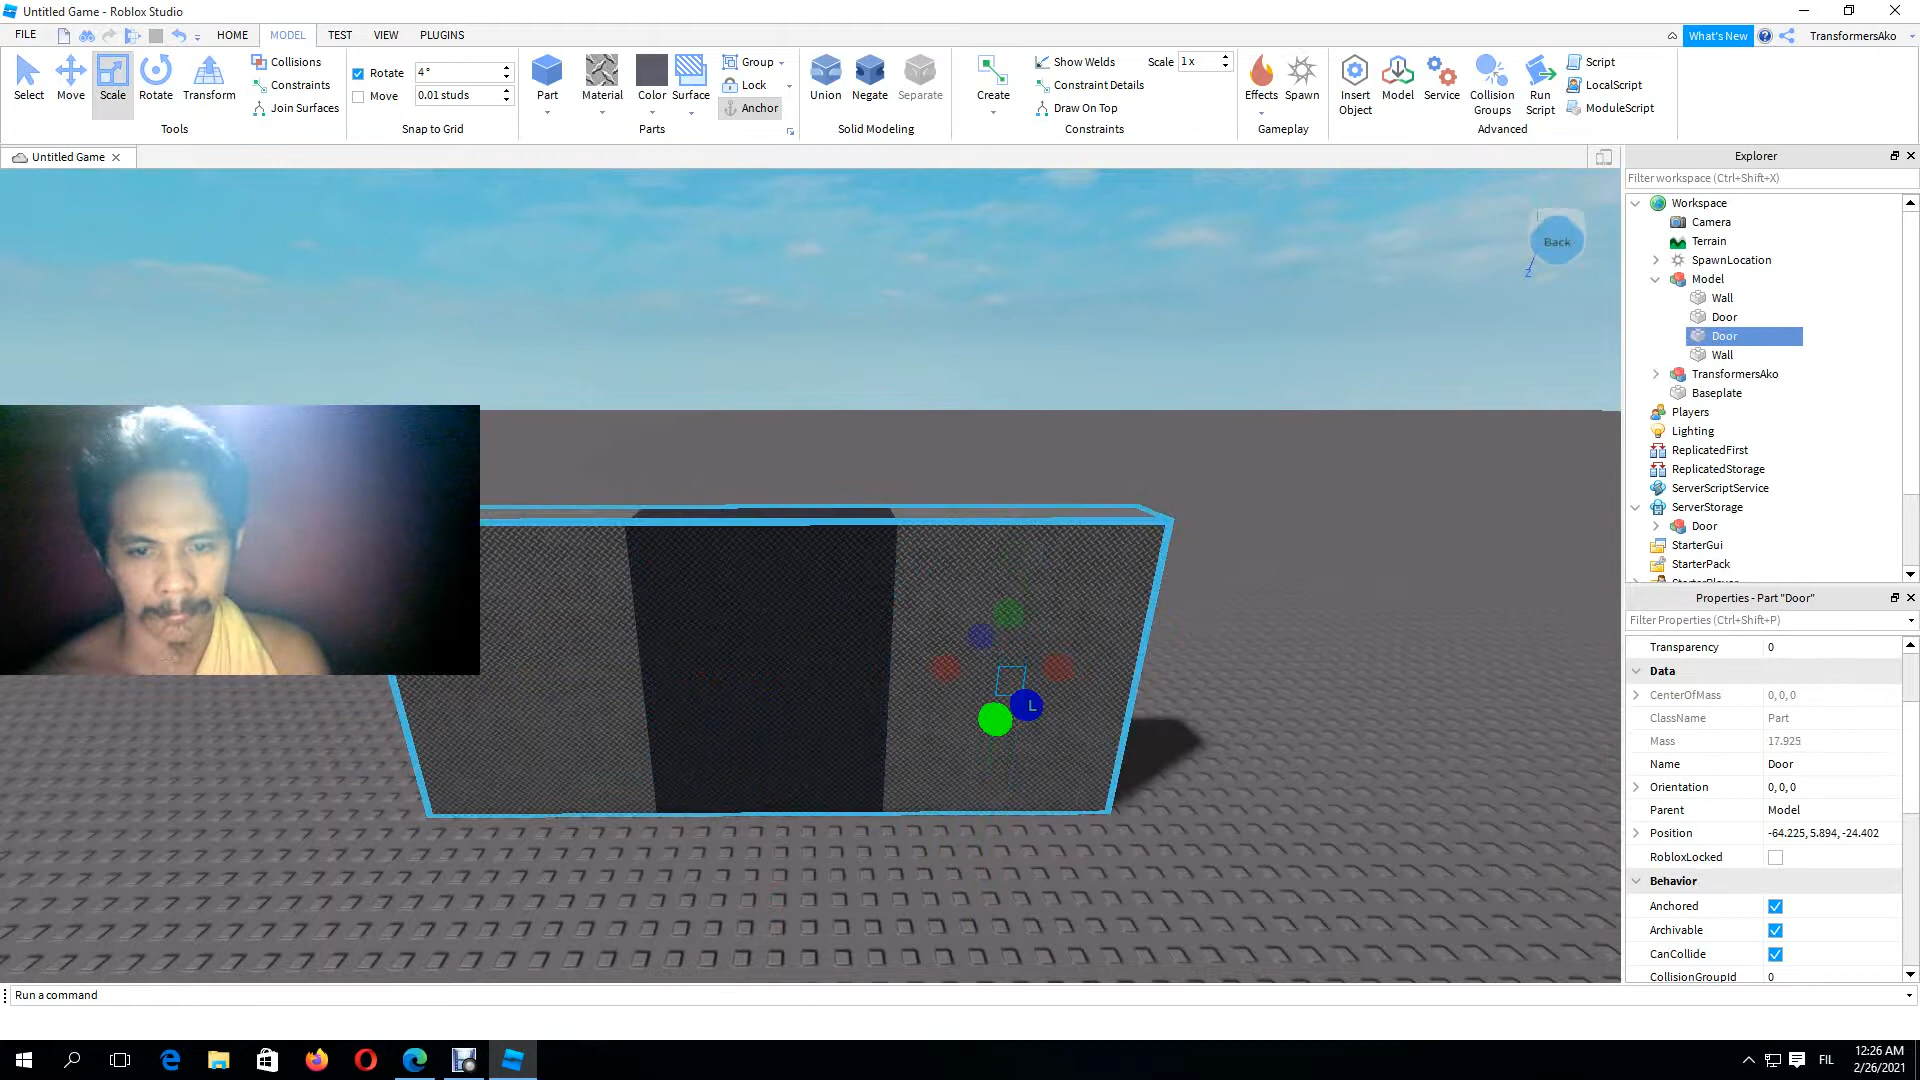 Untitled Game - Roblox Studio
FILE HOME MODEL TEST VIEW PLUGINS What's New TransformersAko
Select Move Scale Rotate Transform
Collisions
Constraints
Join Surfaces
Tools
Rotate 4°
Move 0.01 studs
Snap to Grid
Part Material Color Surface
Group
Lock
Anchor
Parts
Union Negate Separate
Solid Modeling
Create
Show Welds Scale 1 x
Constraint Details
Draw On Top
Constraints
Effects Spawn
Gameplay
Insert Object
Model
Service
Collision Groups
Run Script
Script
LocalScript
ModuleScript
Advanced
Untitled Game
Back
Z
L
Explorer
Filter workspace (Ctrl+Shift+X)
Workspace
Camera
Terrain
SpawnLocation
Model
Wall
Door
Door
Wall
TransformersAko
Baseplate
Players
Lighting
ReplicatedFirst
ReplicatedStorage
ServerScriptService
ServerStorage
Door
StarterGui
StarterPack
StarterPlayer
Properties - Part "Door"
Filter Properties (Ctrl+Shift+P)
Transparency 0
Data
CenterOfMass 0, 0, 0
ClassName Part
Mass 17.925
Name Door
Orientation 0, 0, 0
Parent Model
Position -64.225, 5.894, -24.402
RobloxLocked
Behavior
Anchored
Archivable
CanCollide
CollisionGroupId 0
Run a command
FIL
12:26 AM
2/26/2021